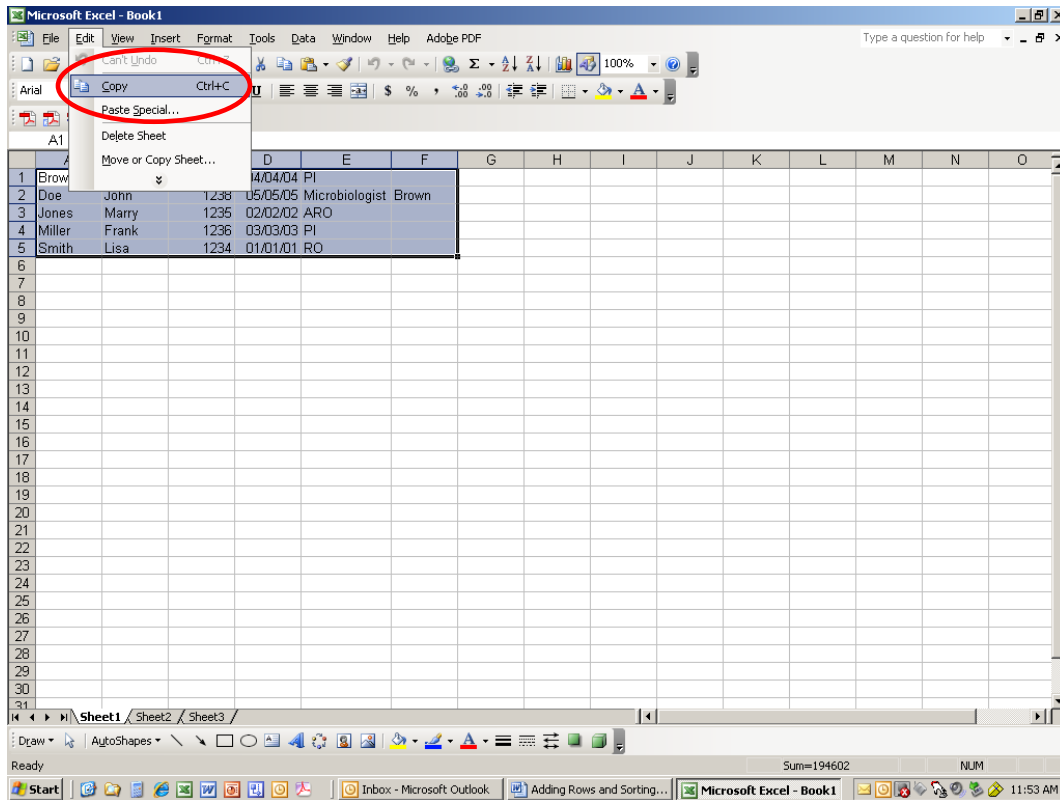 Microsoft Excel - Book1
File Edit View Insert Format Tools Data Window Help Adobe PDF Type a question for help
Can't Undo
100%
Arial
Copy Ctrl+C
U $ % ,
Paste Special...
A1
Delete Sheet
Move or Copy Sheet...
D E F G H I J K L M N O
1 Brow 04/04/04 PI
2 Doe John 1238 05/05/05 Microbiologist Brown
3 Jones Marry 1235 02/02/02 ARO
4 Miller Frank 1236 03/03/03 PI
5 Smith Lisa 1234 01/01/01 RO
6
7
8
9
10
11
12
13
14
15
16
17
18
19
20
21
22
23
24
25
26
27
28
29
30
31
Sheet1 Sheet2 Sheet3
Draw AutoShapes
Ready Sum=194602 NUM
Start Inbox - Microsoft Outlook Adding Rows and Sorting... Microsoft Excel - Book1 11:53 AM